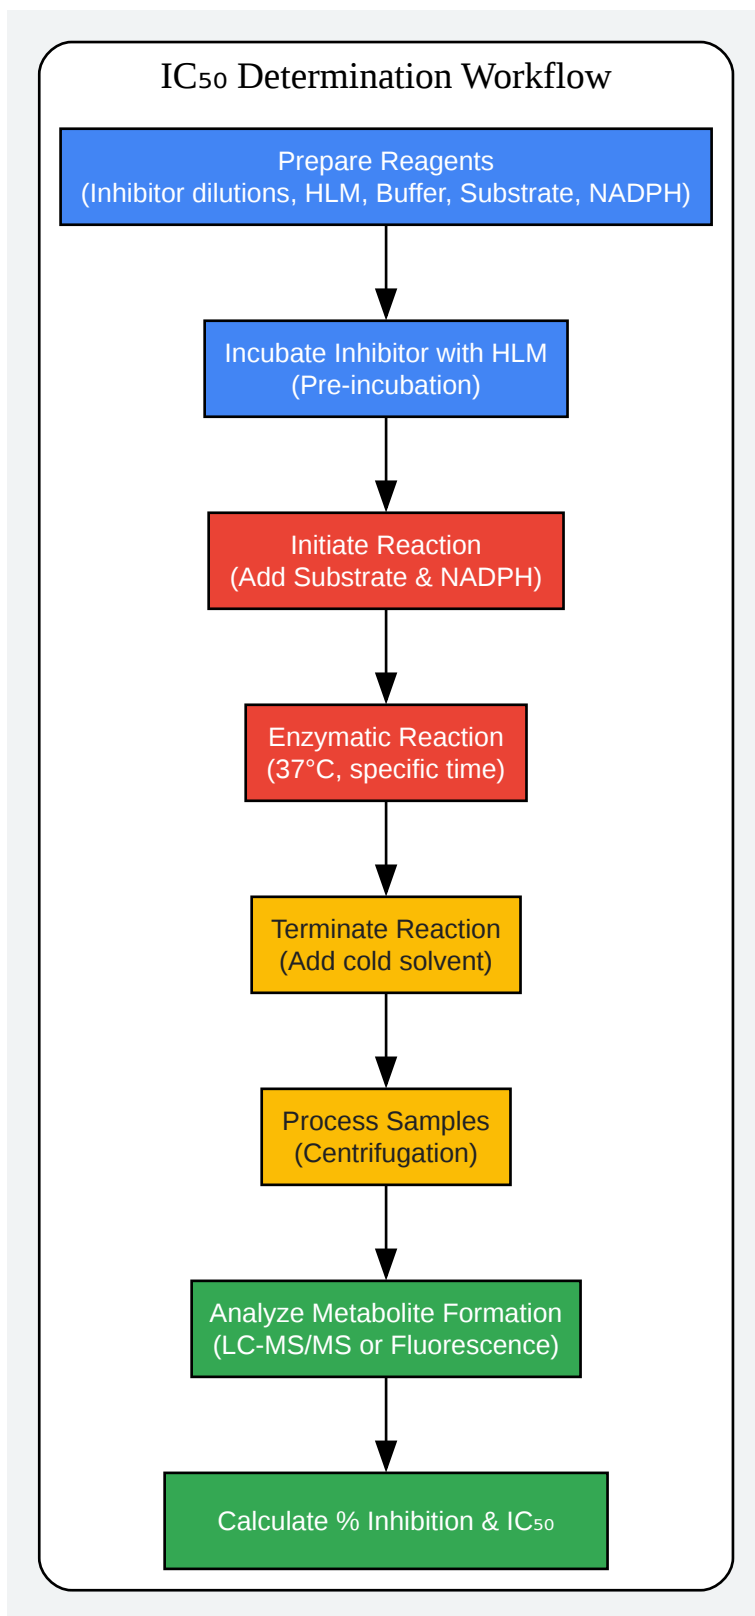 IC₅₀ Determination Workflow
Prepare Reagents
(Inhibitor dilutions, HLM, Buffer, Substrate, NADPH)
Incubate Inhibitor with HLM
(Pre-incubation)
Initiate Reaction
(Add Substrate & NADPH)
Enzymatic Reaction
(37°C, specific time)
Terminate Reaction
(Add cold solvent)
Process Samples
(Centrifugation)
Analyze Metabolite Formation
(LC-MS/MS or Fluorescence)
Calculate % Inhibition & IC₅₀